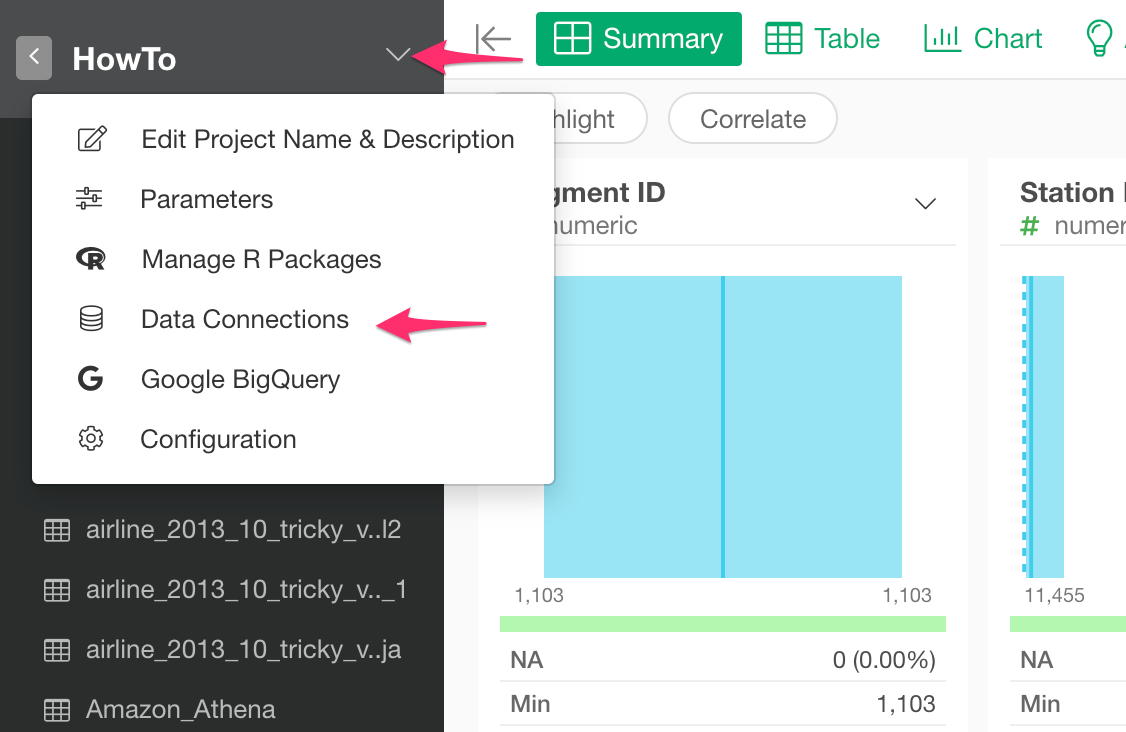 HowTo
Summary
Table
Chart
Edit Project Name & Description
Parameters
Manage R Packages
Data Connections
Google BigQuery
Configuration
airline_2013_10_tricky_v..l2
airline_2013_10_tricky_v.._1
airline_2013_10_tricky_v..ja
Amazon_Athena
hlight
Correlate
gment ID
numeric
1,103
1,103
NA
0 (0.00%)
Min
1,103
Station
# numer
11,455
NA
Min